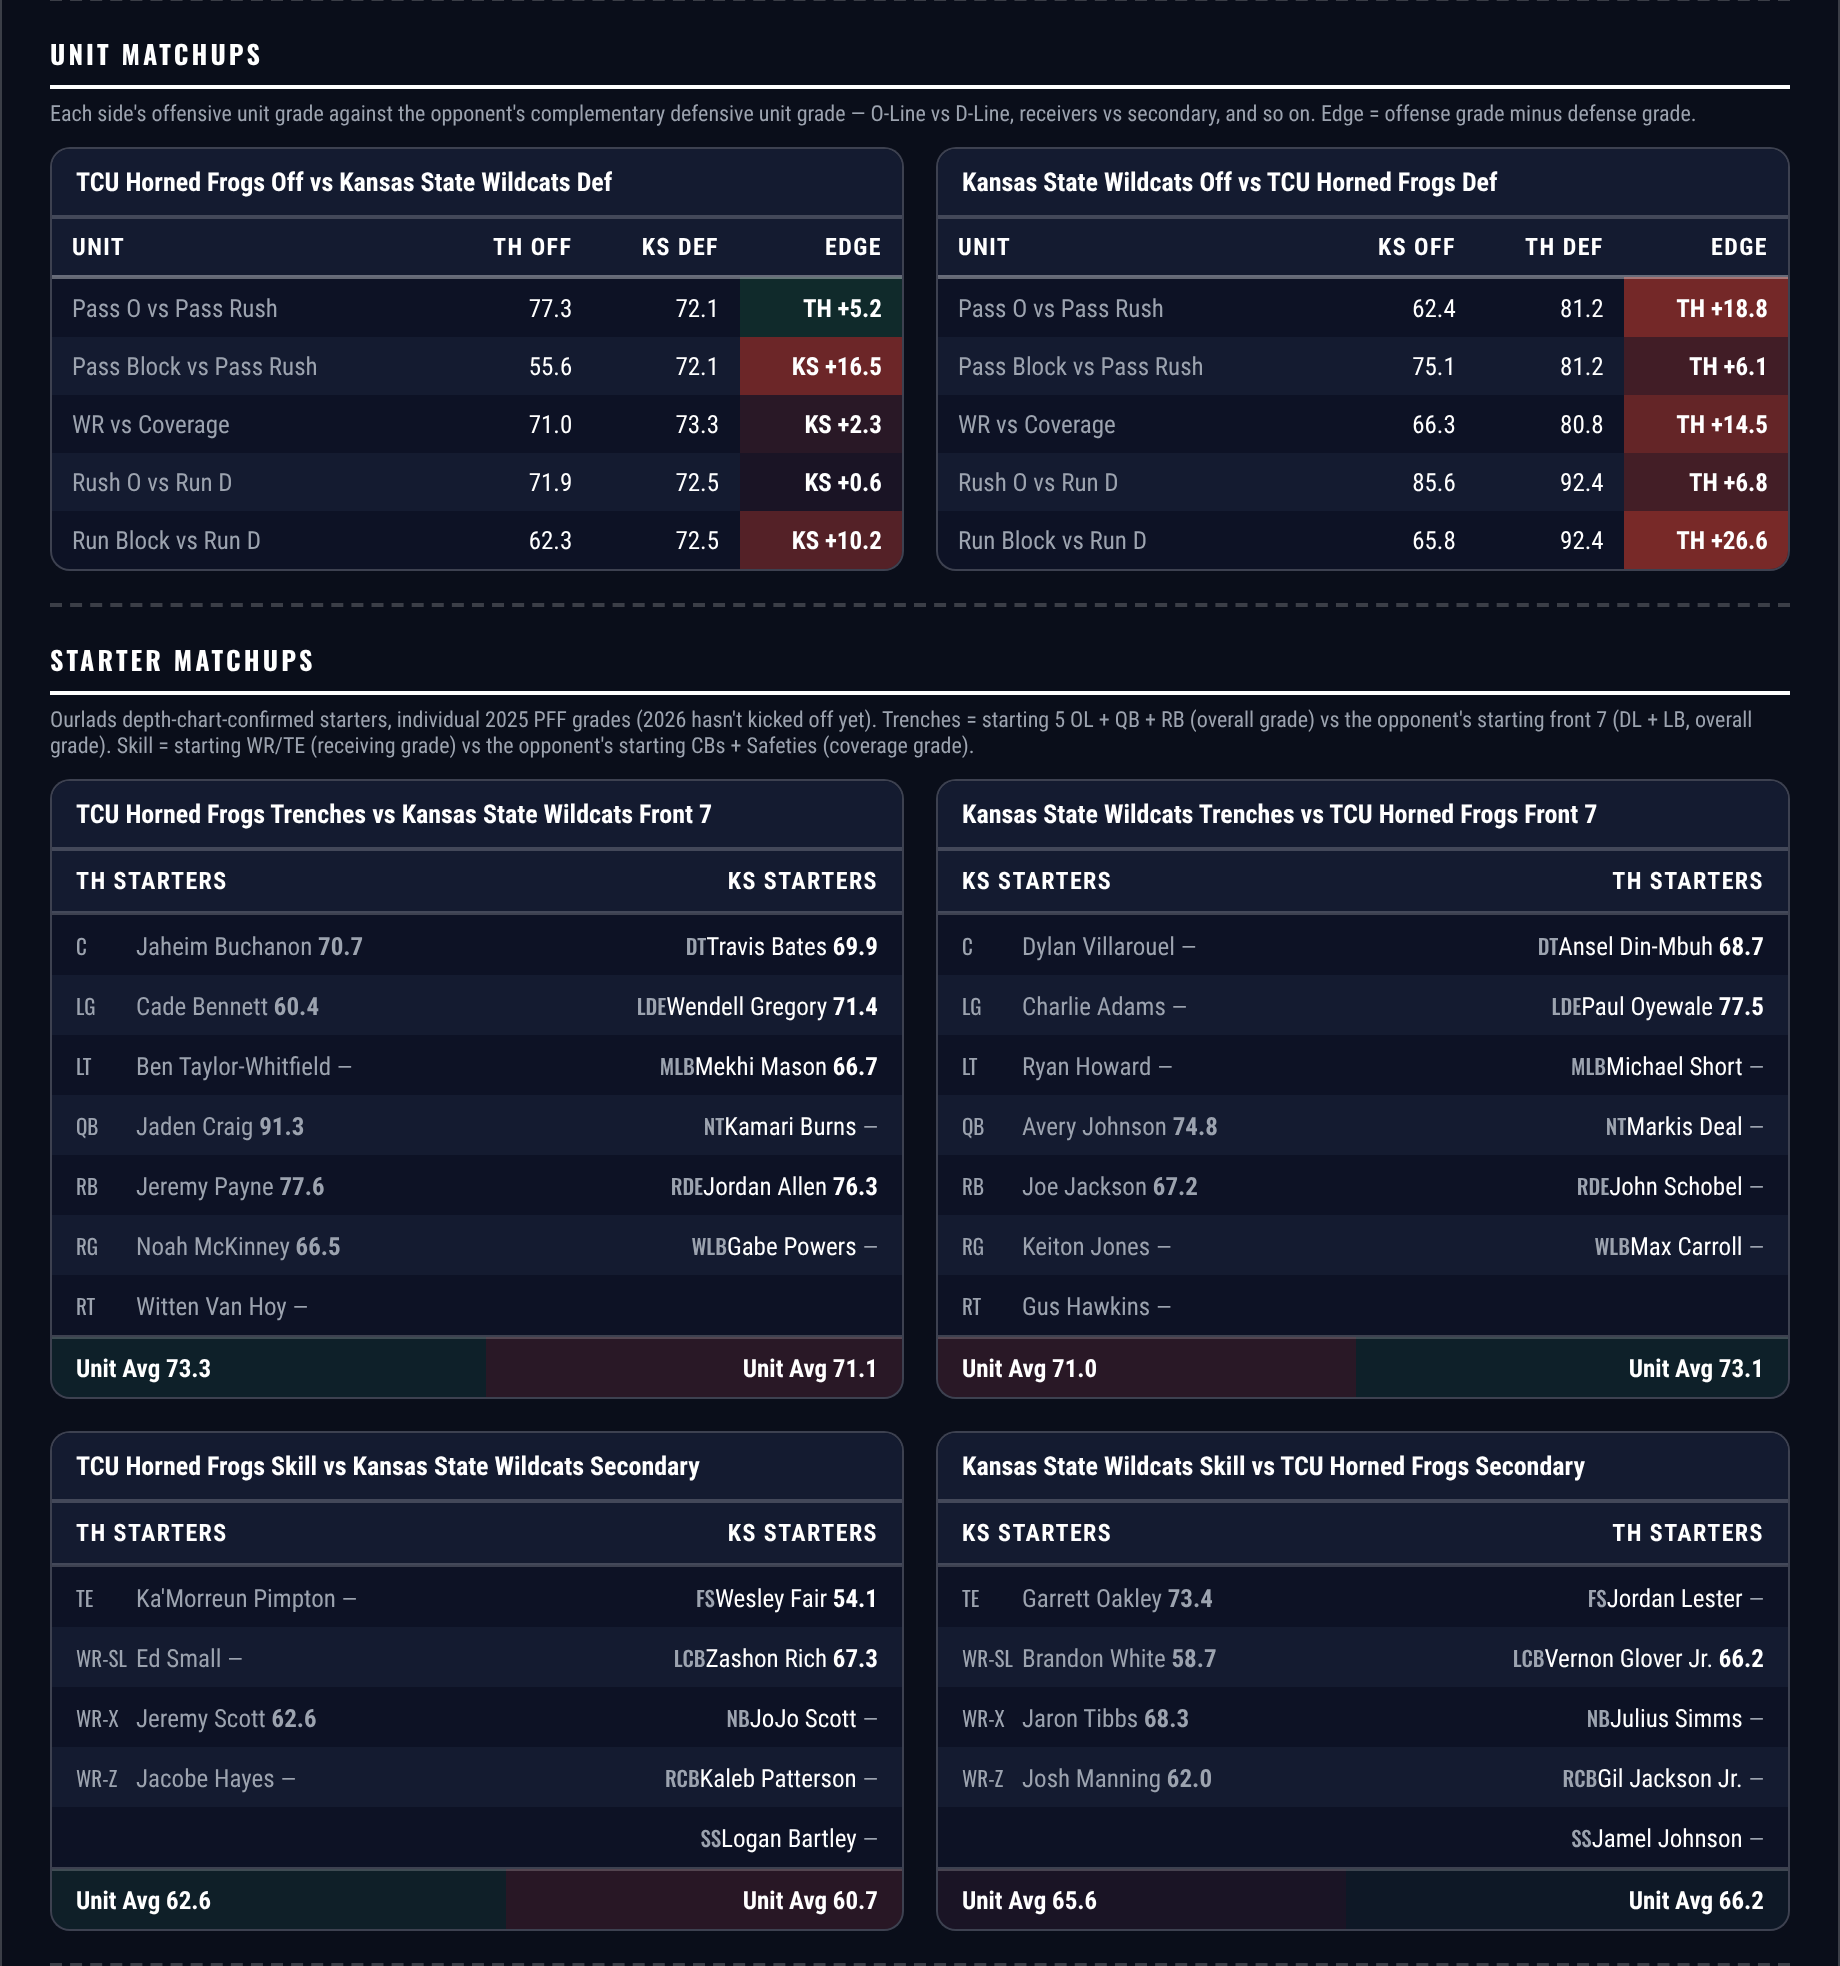 UNIT MATCHUPS
Each side's offensive unit grade against the opponent's complementary defensive unit grade — O-Line vs D-Line, receivers vs secondary, and so on. Edge = offense grade minus defense grade.
TCU Horned Frogs Off vs Kansas State Wildcats Def
UNIT TH OFF KS DEF EDGE
Pass O vs Pass Rush 77.3 72.1 TH +5.2
Pass Block vs Pass Rush 55.6 72.1 KS +16.5
WR vs Coverage 71.0 73.3 KS +2.3
Rush O vs Run D 71.9 72.5 KS +0.6
Run Block vs Run D 62.3 72.5 KS +10.2
Kansas State Wildcats Off vs TCU Horned Frogs Def
UNIT KS OFF TH DEF EDGE
Pass O vs Pass Rush 62.4 81.2 TH +18.8
Pass Block vs Pass Rush 75.1 81.2 TH +6.1
WR vs Coverage 66.3 80.8 TH +14.5
Rush O vs Run D 85.6 92.4 TH +6.8
Run Block vs Run D 65.8 92.4 TH +26.6
STARTER MATCHUPS
Ourlads depth-chart-confirmed starters, individual 2025 PFF grades (2026 hasn't kicked off yet). Trenches = starting 5 OL + QB + RB (overall grade) vs the opponent's starting front 7 (DL + LB, overall
grade). Skill = starting WR/TE (receiving grade) vs the opponent's starting CBs + Safeties (coverage grade).
TCU Horned Frogs Trenches vs Kansas State Wildcats Front 7
TH STARTERS KS STARTERS
C Jaheim Buchanon 70.7 DTTravis Bates 69.9
LG Cade Bennett 60.4 LDEWendell Gregory 71.4
LT Ben Taylor-Whitfield — MLBMekhi Mason 66.7
QB Jaden Craig 91.3 NTKamari Burns —
RB Jeremy Payne 77.6 RDEJordan Allen 76.3
RG Noah McKinney 66.5 WLBGabe Powers —
RT Witten Van Hoy —
Unit Avg 73.3 Unit Avg 71.1
Kansas State Wildcats Trenches vs TCU Horned Frogs Front 7
KS STARTERS TH STARTERS
C Dylan Villarouel — DTAnsel Din-Mbuh 68.7
LG Charlie Adams — LDEPaul Oyewale 77.5
LT Ryan Howard — MLBMichael Short —
QB Avery Johnson 74.8 NTMarkis Deal —
RB Joe Jackson 67.2 RDEJohn Schobel —
RG Keiton Jones — WLBMax Carroll —
RT Gus Hawkins —
Unit Avg 71.0 Unit Avg 73.1
TCU Horned Frogs Skill vs Kansas State Wildcats Secondary
TH STARTERS KS STARTERS
TE Ka'Morreun Pimpton — FSWesley Fair 54.1
WR-SL Ed Small — LCBZashon Rich 67.3
WR-X Jeremy Scott 62.6 NBJoJo Scott —
WR-Z Jacobe Hayes — RCBKaleb Patterson —
SSLogan Bartley —
Unit Avg 62.6 Unit Avg 60.7
Kansas State Wildcats Skill vs TCU Horned Frogs Secondary
KS STARTERS TH STARTERS
TE Garrett Oakley 73.4 FSJordan Lester —
WR-SL Brandon White 58.7 LCBVernon Glover Jr. 66.2
WR-X Jaron Tibbs 68.3 NBJulius Simms —
WR-Z Josh Manning 62.0 RCBGil Jackson Jr. —
SSJamel Johnson —
Unit Avg 65.6 Unit Avg 66.2